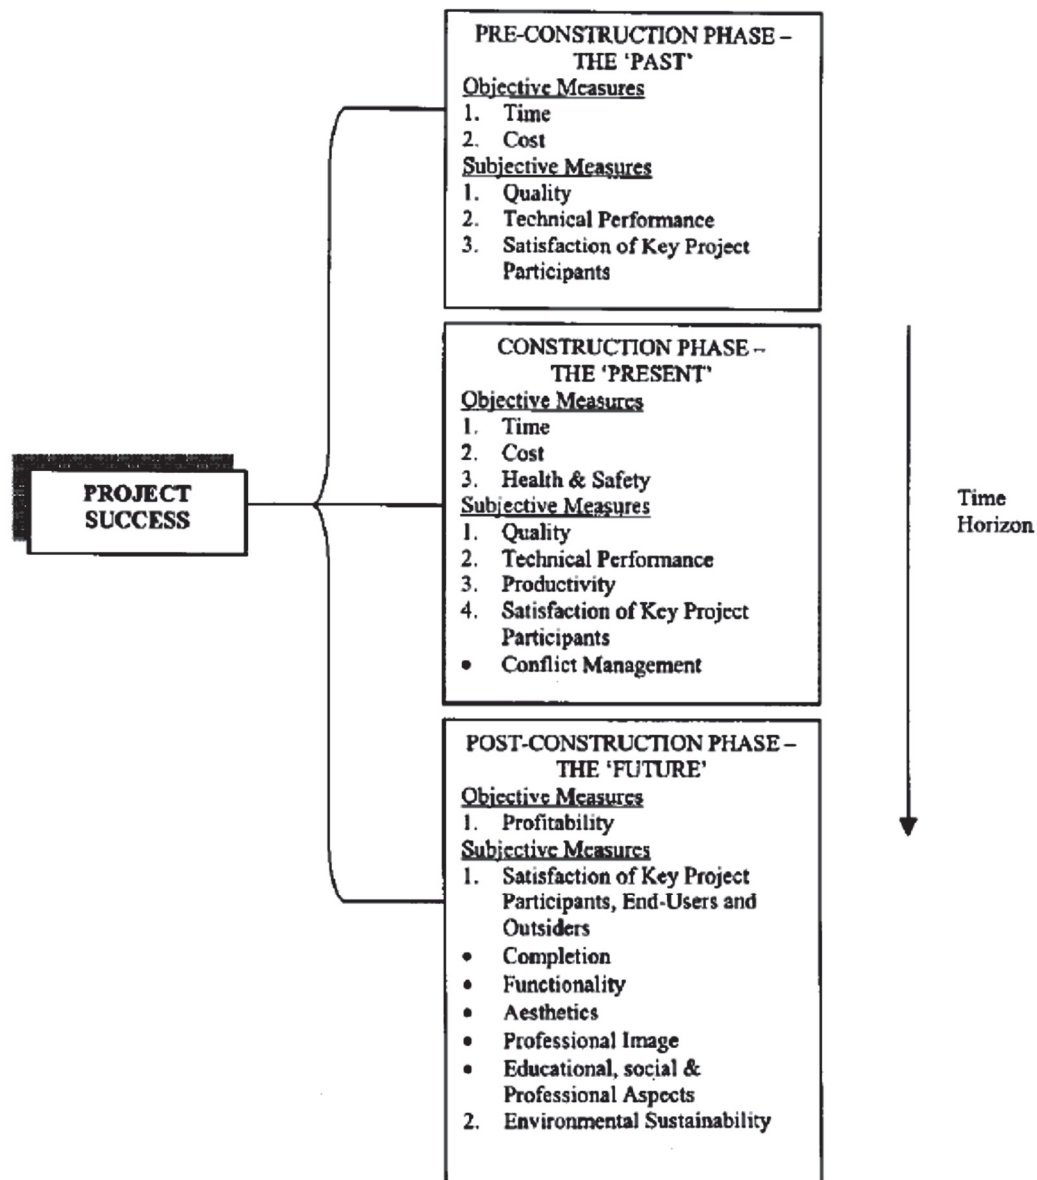 PRE-CONSTRUCTION PHASE –
THE ‘PAST’
Objective Measures
1. Time
2. Cost
Subjective Measures
1. Quality
2. Technical Performance
3. Satisfaction of Key Project
Participants
CONSTRUCTION PHASE –
THE ‘PRESENT’
Objective Measures
1. Time
2. Cost
3. Health & Safety
Subjective Measures
1. Quality
2. Technical Performance
3. Productivity
4. Satisfaction of Key Project
Participants
• Conflict Management
PROJECT
SUCCESS
Time
Horizon
POST-CONSTRUCTION PHASE –
THE ‘FUTURE’
Objective Measures
1. Profitability
Subjective Measures
1. Satisfaction of Key Project
Participants, End-Users and
Outsiders
• Completion
• Functionality
• Aesthetics
• Professional Image
• Educational, social &
Professional Aspects
2. Environmental Sustainability